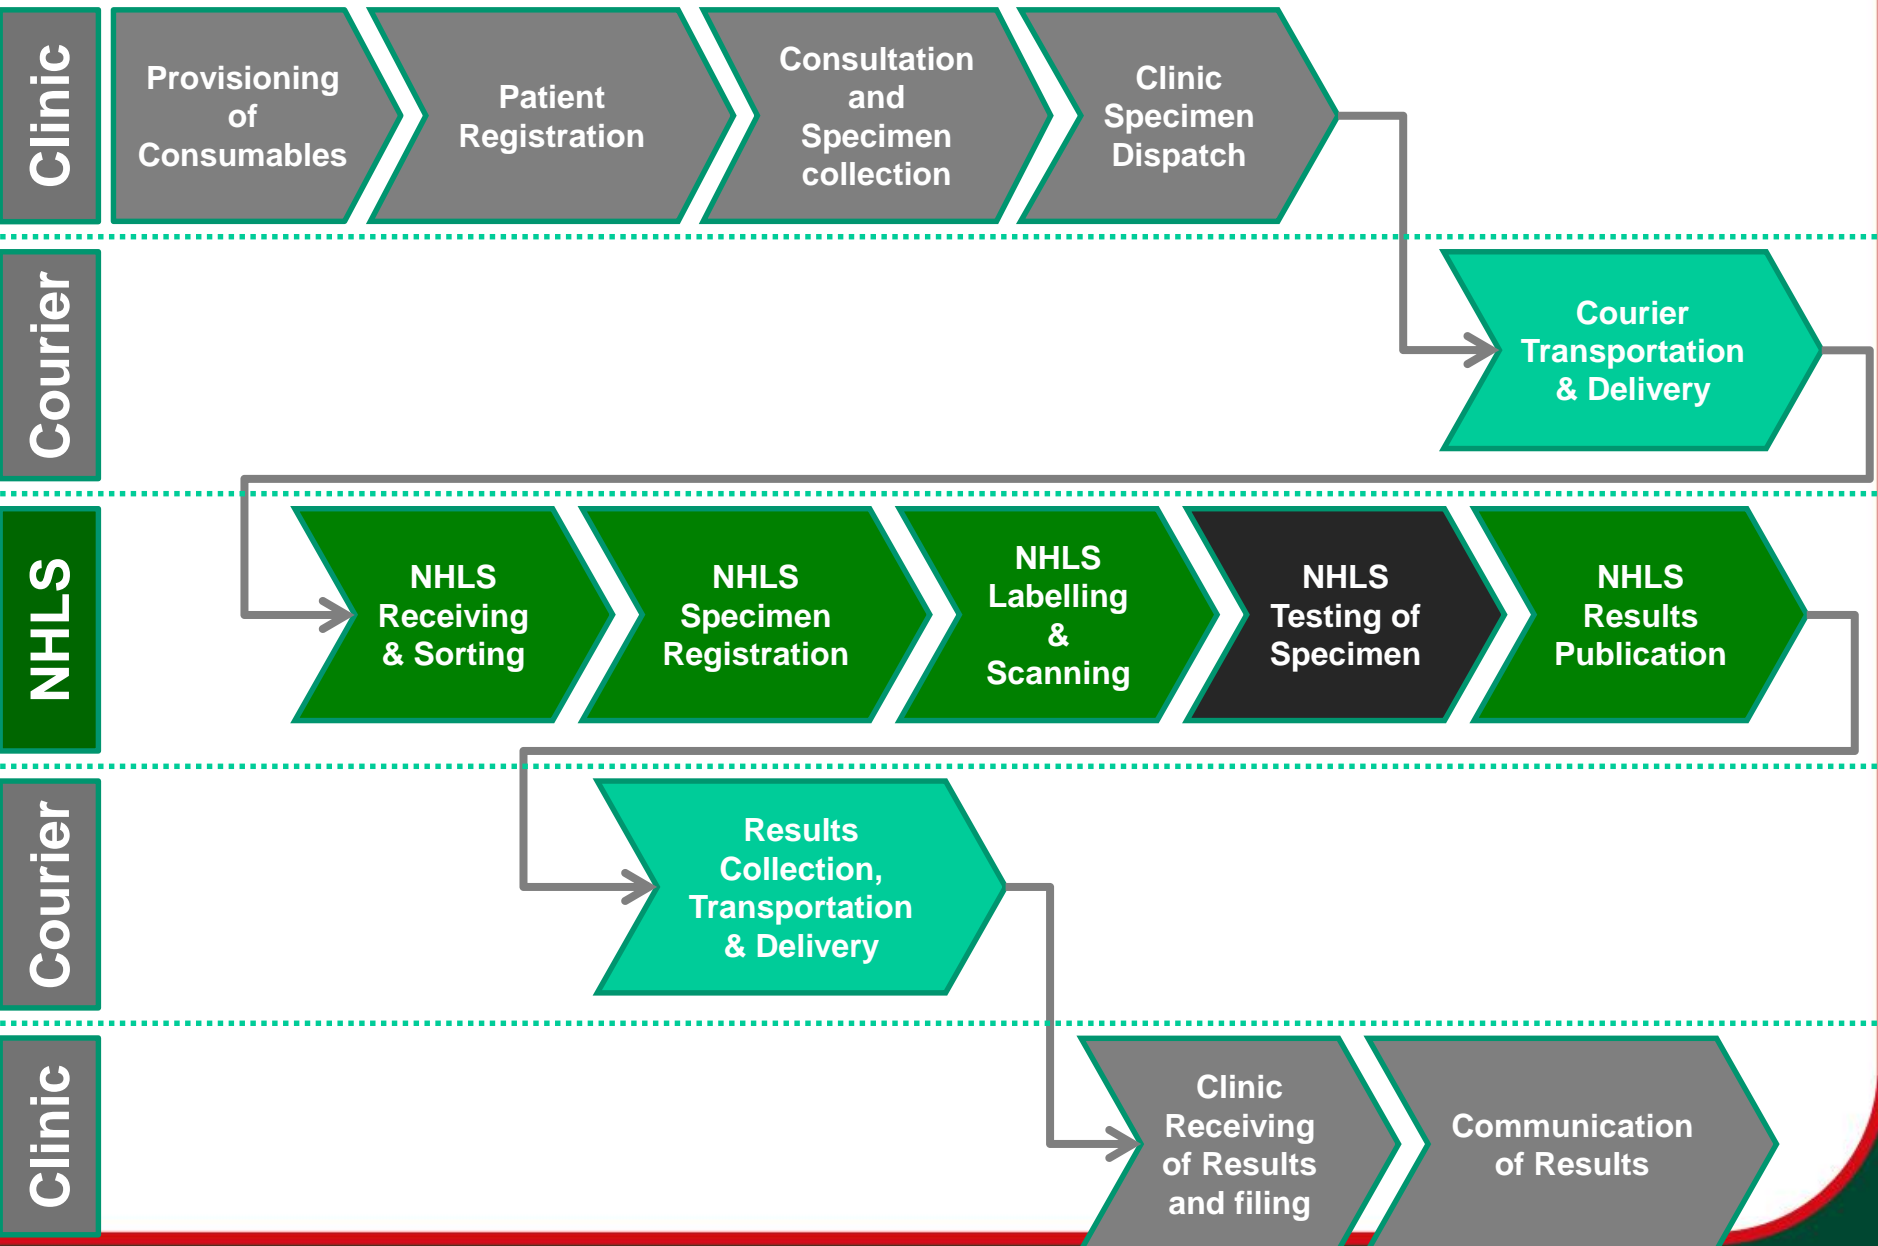 Clinic
Provisioning
of
Consumables
Patient
Registration
Consultation
and
Specimen
collection
Clinic
Specimen
Dispatch
Courier
Courier
Transportation
& Delivery
NHLS
NHLS
Receiving
& Sorting
NHLS
Specimen
Registration
NHLS
Labelling
&
Scanning
NHLS
Testing of
Specimen
NHLS
Results
Publication
Courier
Results
Collection,
Transportation
& Delivery
Clinic
Clinic
Receiving
of Results
and filing
Communication
of Results